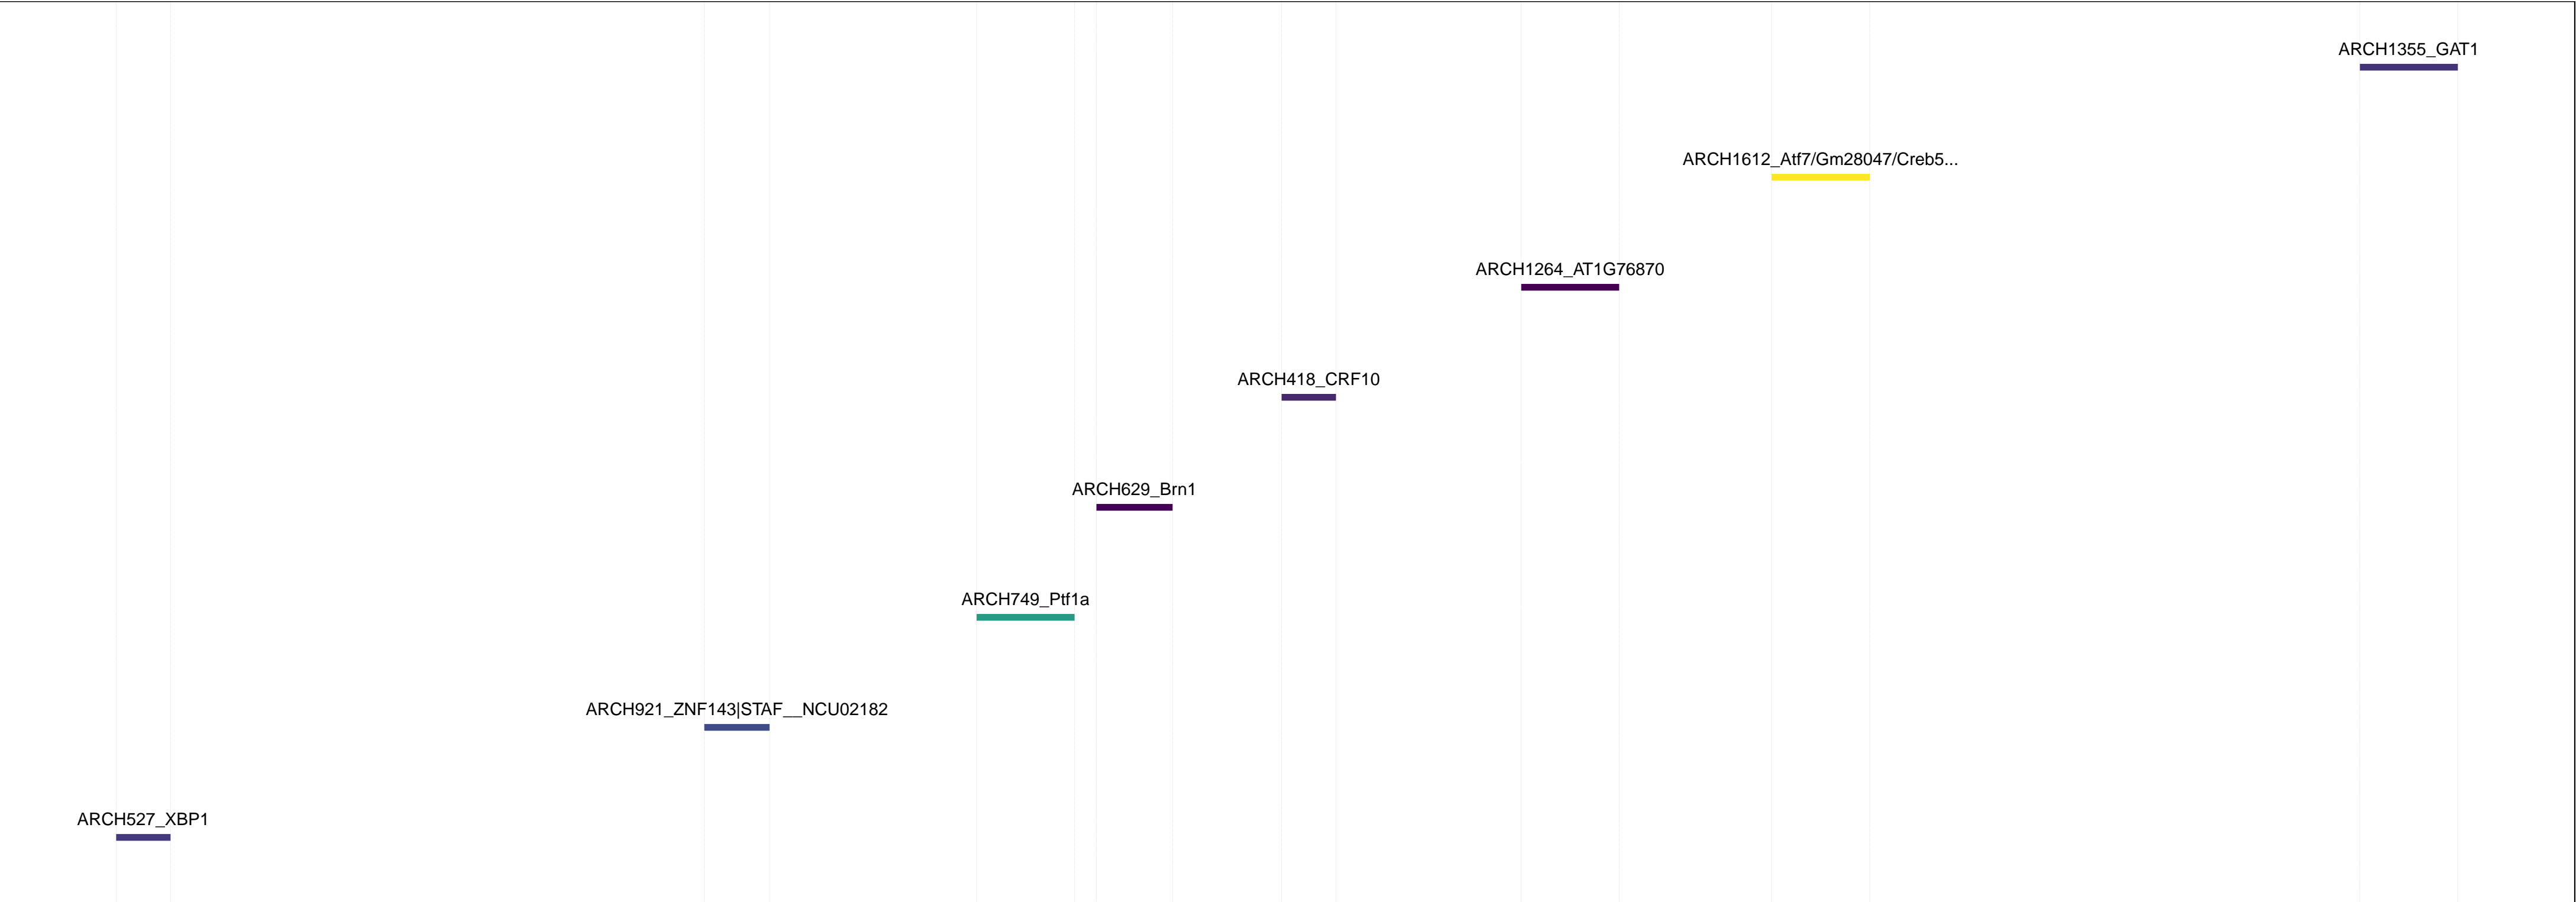 ARCH1355_GAT1
ARCH1612_Atf7/Gm28047/Creb5...
ARCH1264_AT1G76870
ARCH418_CRF10
ARCH629_Brn1
ARCH749_Ptf1a
ARCH921_ZNF143|STAF__NCU02182
ARCH527_XBP1